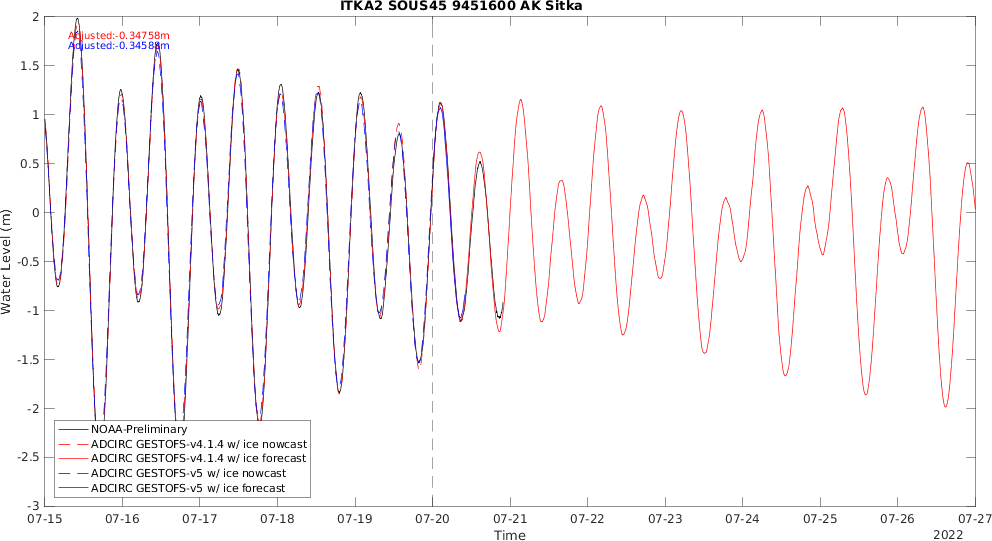 ITKA2 SOUS45 9451600 AK Sitka
Adjusted:-0.34758m
Adjusted:-0.34588m
Water Level (m)
2
1.5
1
0.5
0
-0.5
-1
-1.5
-2
-2.5
-3
NOAA-Preliminary
ADCIRC GESTOFS-v4.1.4 w/ ice nowcast
ADCIRC GESTOFS-v4.1.4 w/ ice forecast
ADCIRC GESTOFS-v5 w/ ice nowcast
ADCIRC GESTOFS-v5 w/ ice forecast
07-15 07-16 07-17 07-18 07-19 07-20 07-21 07-22 07-23 07-24 07-25 07-26 07-27
Time
2022